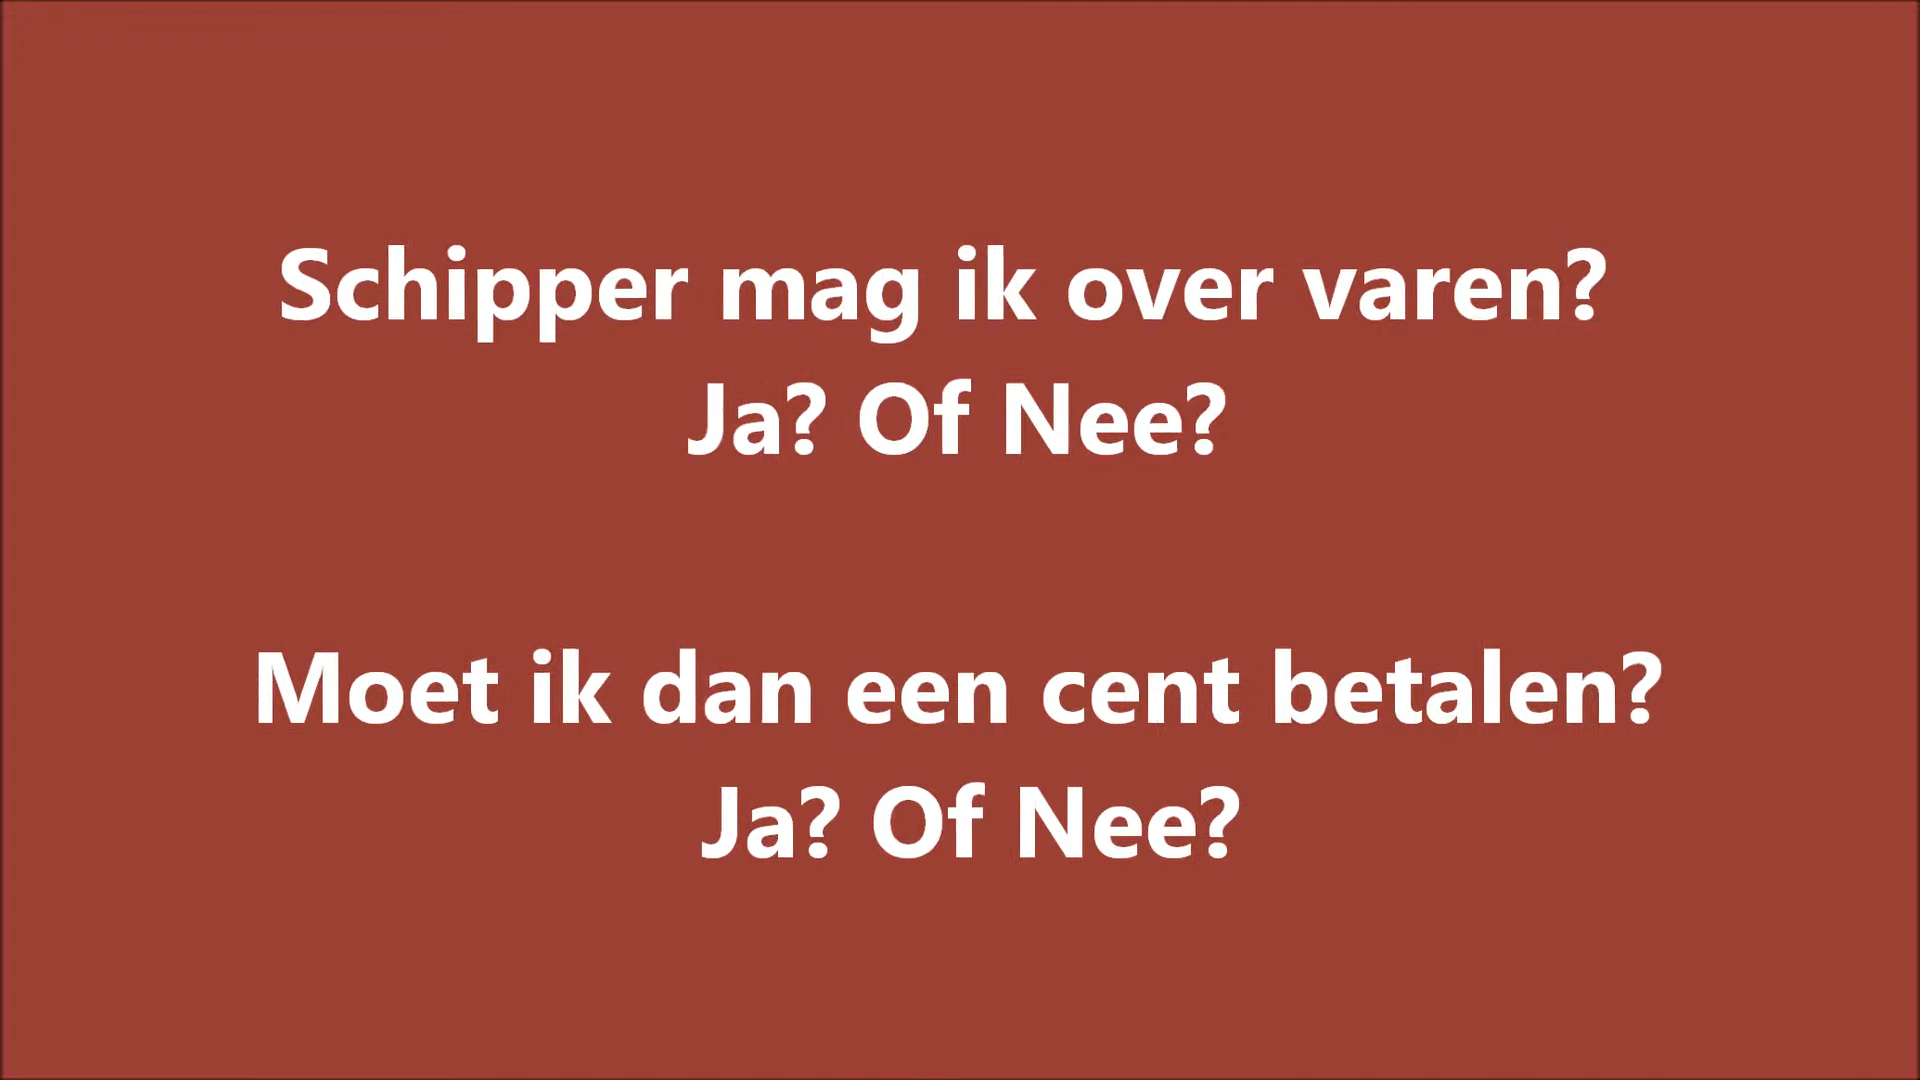 Schipper mag ik over varen?
Ja? Of Nee?
Moet ik dan een cent betalen?
Ja? Of Nee?